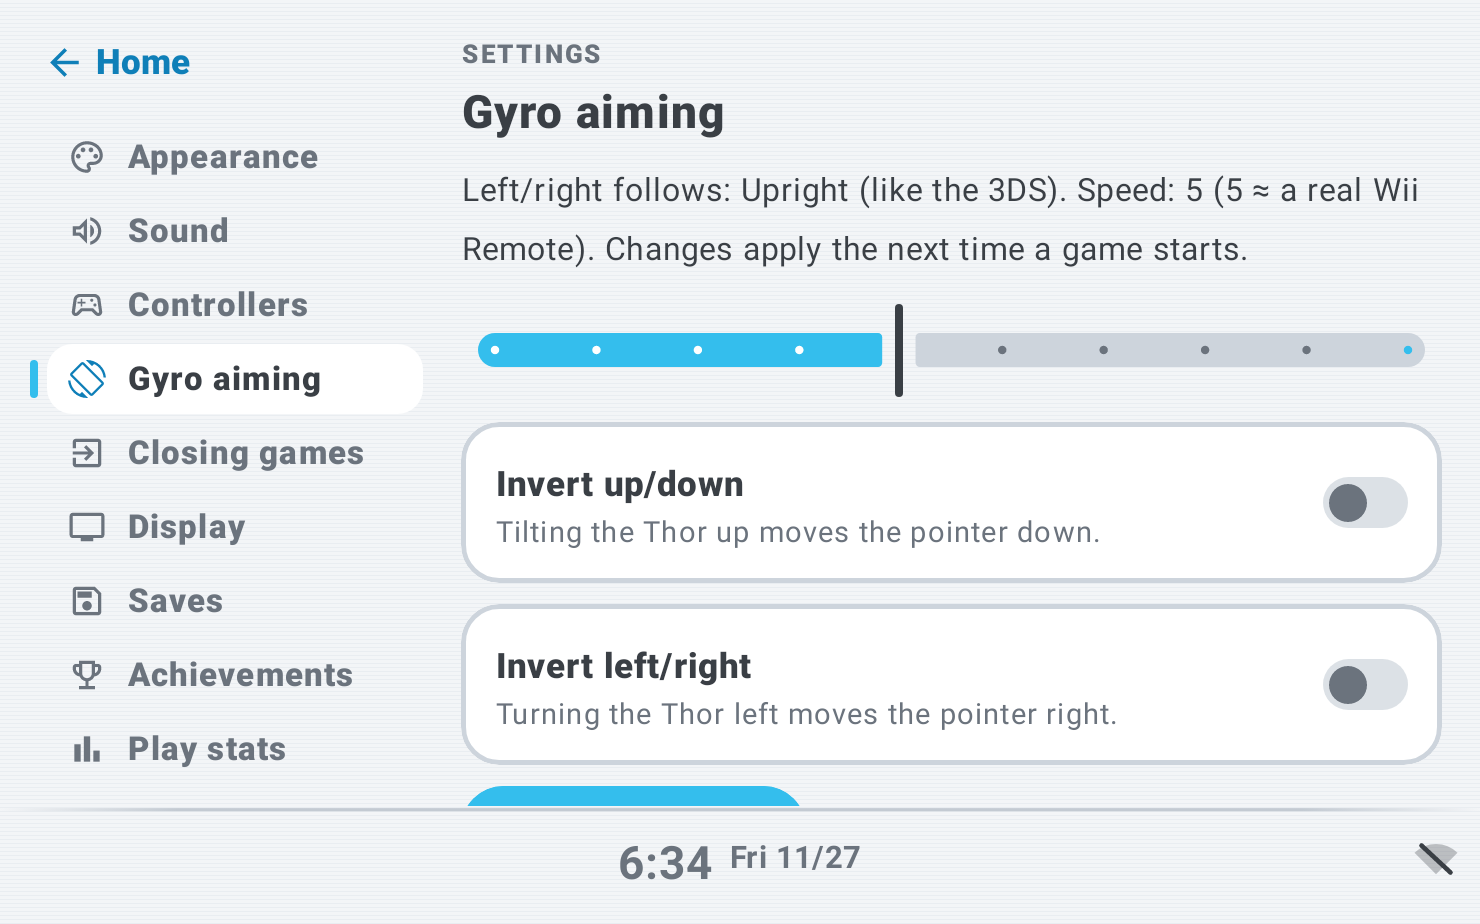 Home
Appearance
Sound
Controllers
Gyro aiming
Closing games
Display
Saves
Achievements
Play stats
SETTINGS
Gyro aiming
Left/right follows: Upright (like the 3DS). Speed: 5 (5 ≈ a real Wii
Remote). Changes apply the next time a game starts.
Invert up/down
Tilting the Thor up moves the pointer down.
Invert left/right
Turning the Thor left moves the pointer right.
6:34 Fri 11/27